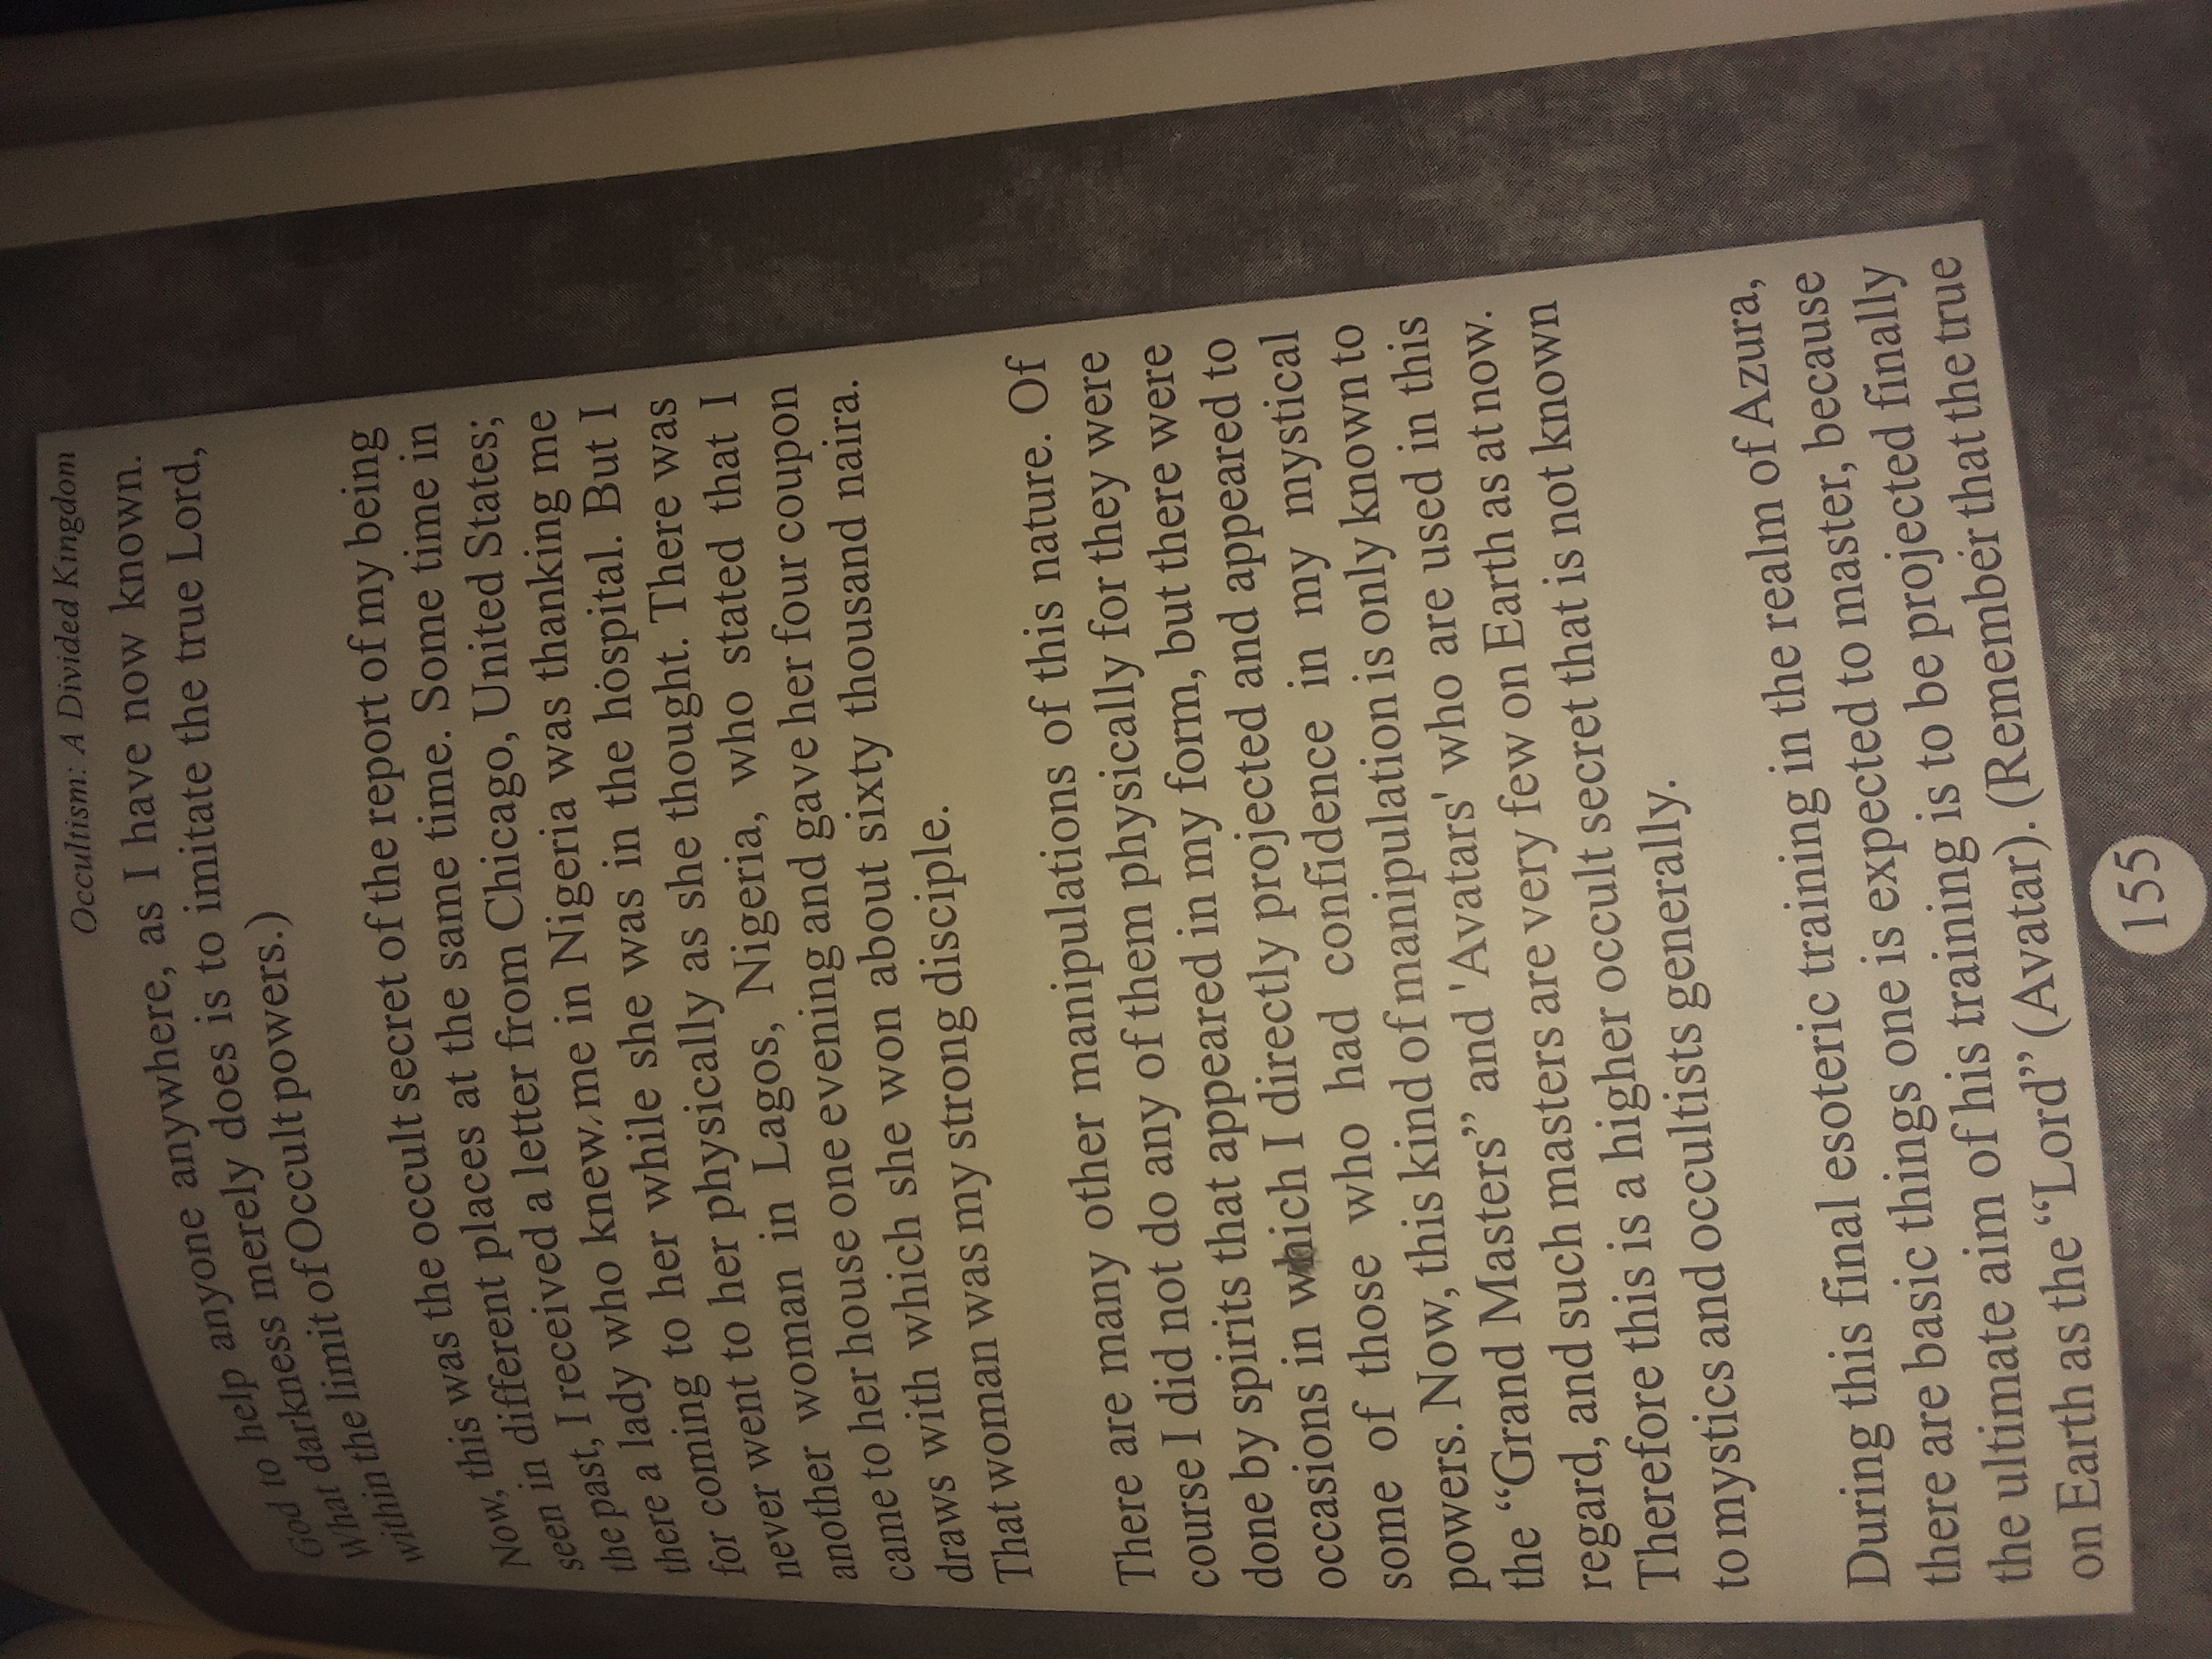 Occultism: A Divided Kingdom
God to help anyone anywhere, as I have now known.
What darkness merely does is to imitate the true Lord,
within the limit of Occult powers.)
Now, this was the occult secret of the report of my being
seen in different places at the same time. Some time in
the past, I received a letter from Chicago, United States;
there a lady who knew me in Nigeria was thanking me
for coming to her while she was in the hospital. But I
never went to her physically as she thought. There was
another woman in Lagos, Nigeria, who stated that I
came to her house one evening and gave her four coupon
draws with which she won about sixty thousand naira.
That woman was my strong disciple.
There are many other manipulations of this nature. Of
course I did not do any of them physically for they were
done by spirits that appeared in my form, but there were
occasions in which I directly projected and appeared to
some of those who had confidence in my mystical
powers. Now, this kind of manipulation is only known to
the “Grand Masters” and 'Avatars' who are used in this
regard, and such masters are very few on Earth as at now.
Therefore this is a higher occult secret that is not known
to mystics and occultists generally.
During this final esoteric training in the realm of Azura,
there are basic things one is expected to master, because
the ultimate aim of his training is to be projected finally
on Earth as the “Lord” (Avatar). (Remember that the true
155